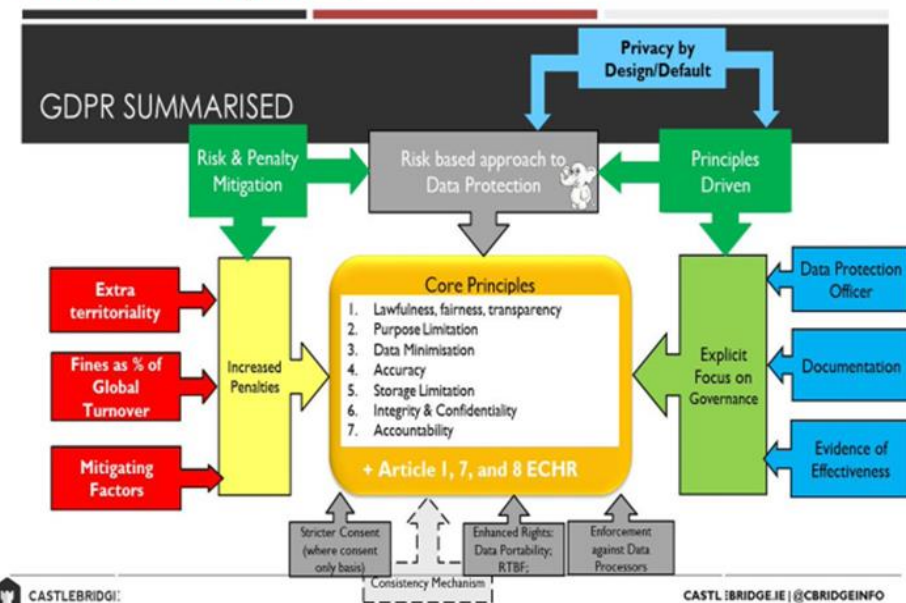 GDPR SUMMARISED
Privacy by
Design/Default
Risk & Penalty
Mitigation
Risk based approach to
Data Protection
Principles
Driven
Extra
territoriality
Fines as % of
Global
Turnover
Mitigating
Factors
Increased
Penalties
Core Principles
1. Lawfulness, fairness, transparency
2. Purpose Limitation
3. Data Minimisation
4. Accuracy
5. Storage Limitation
6. Integrity & Confidentiality
7. Accountability
+ Article 1, 7, and 8 ECHR
Explicit
Focus on
Governance
Data Protection
Officer
Documentation
Evidence of
Effectiveness
Stricter Consent
(where consent
only basis)
Consistency Mechanism
Enhanced Rights:
Data Portability;
RTBF;
Enforcement
against Data
Processors
CASTLEBRIDGE
CASTLEBRIDGE.IE | @CBRIDGEINFO